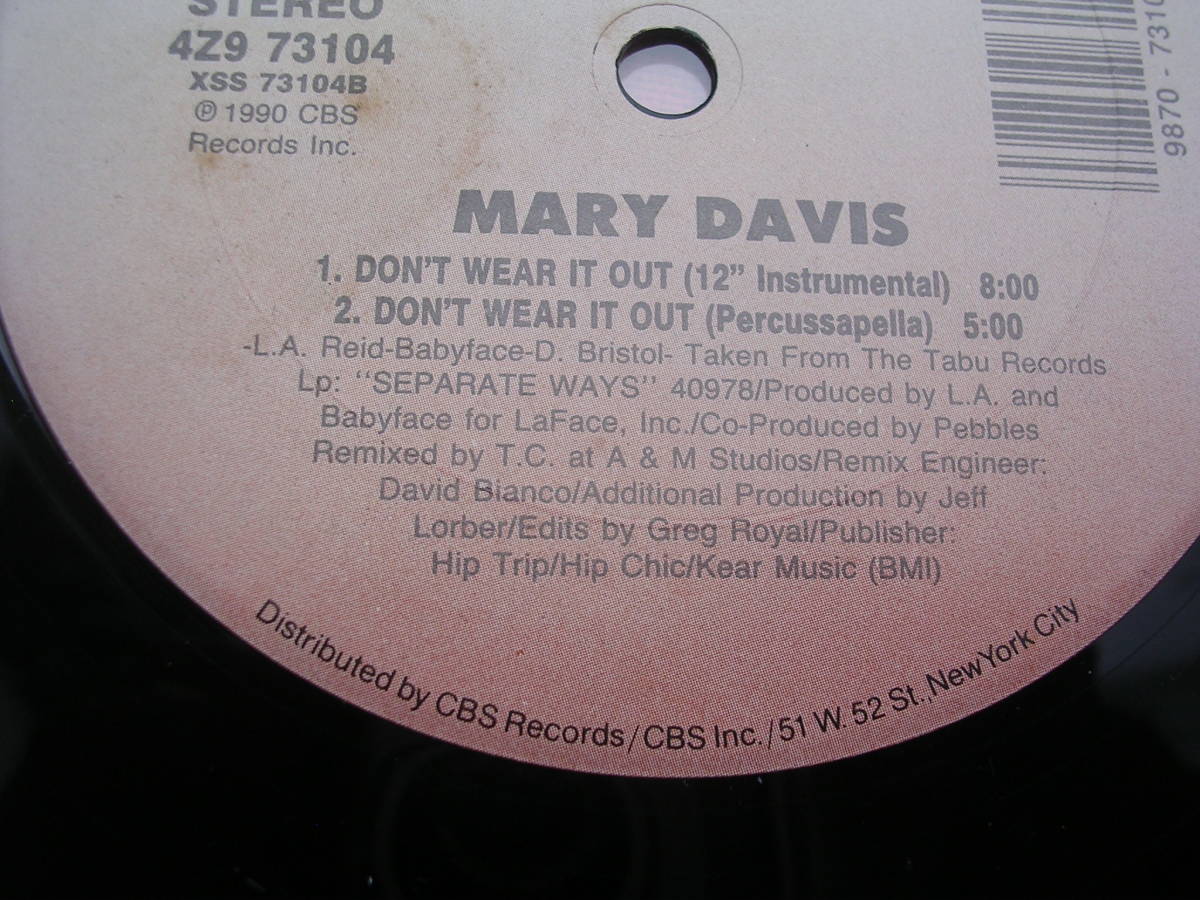 STEREO
4Z9 73104
XSS 73104B
℗ 1990 CBS
Records Inc.
9870 - 7310
MARY DAVIS
1. DON'T WEAR IT OUT (12” Instrumental) 8:00
2. DON'T WEAR IT OUT (Percussapella) 5:00
-L.A. Reid-Babyface-D. Bristol- Taken From The Tabu Records
Lp: “SEPARATE WAYS” 40978/Produced by L.A. and
Babyface for LaFace, Inc./Co-Produced by Pebbles
Remixed by T.C. at A & M Studios/Remix Engineer:
David Bianco/Additional Production by Jeff
Lorber/Edits by Greg Royal/Publisher:
Hip Trip/Hip Chic/Kear Music (BMI)
Distributed by CBS Records/CBS Inc./51 W. 52 St., New York City